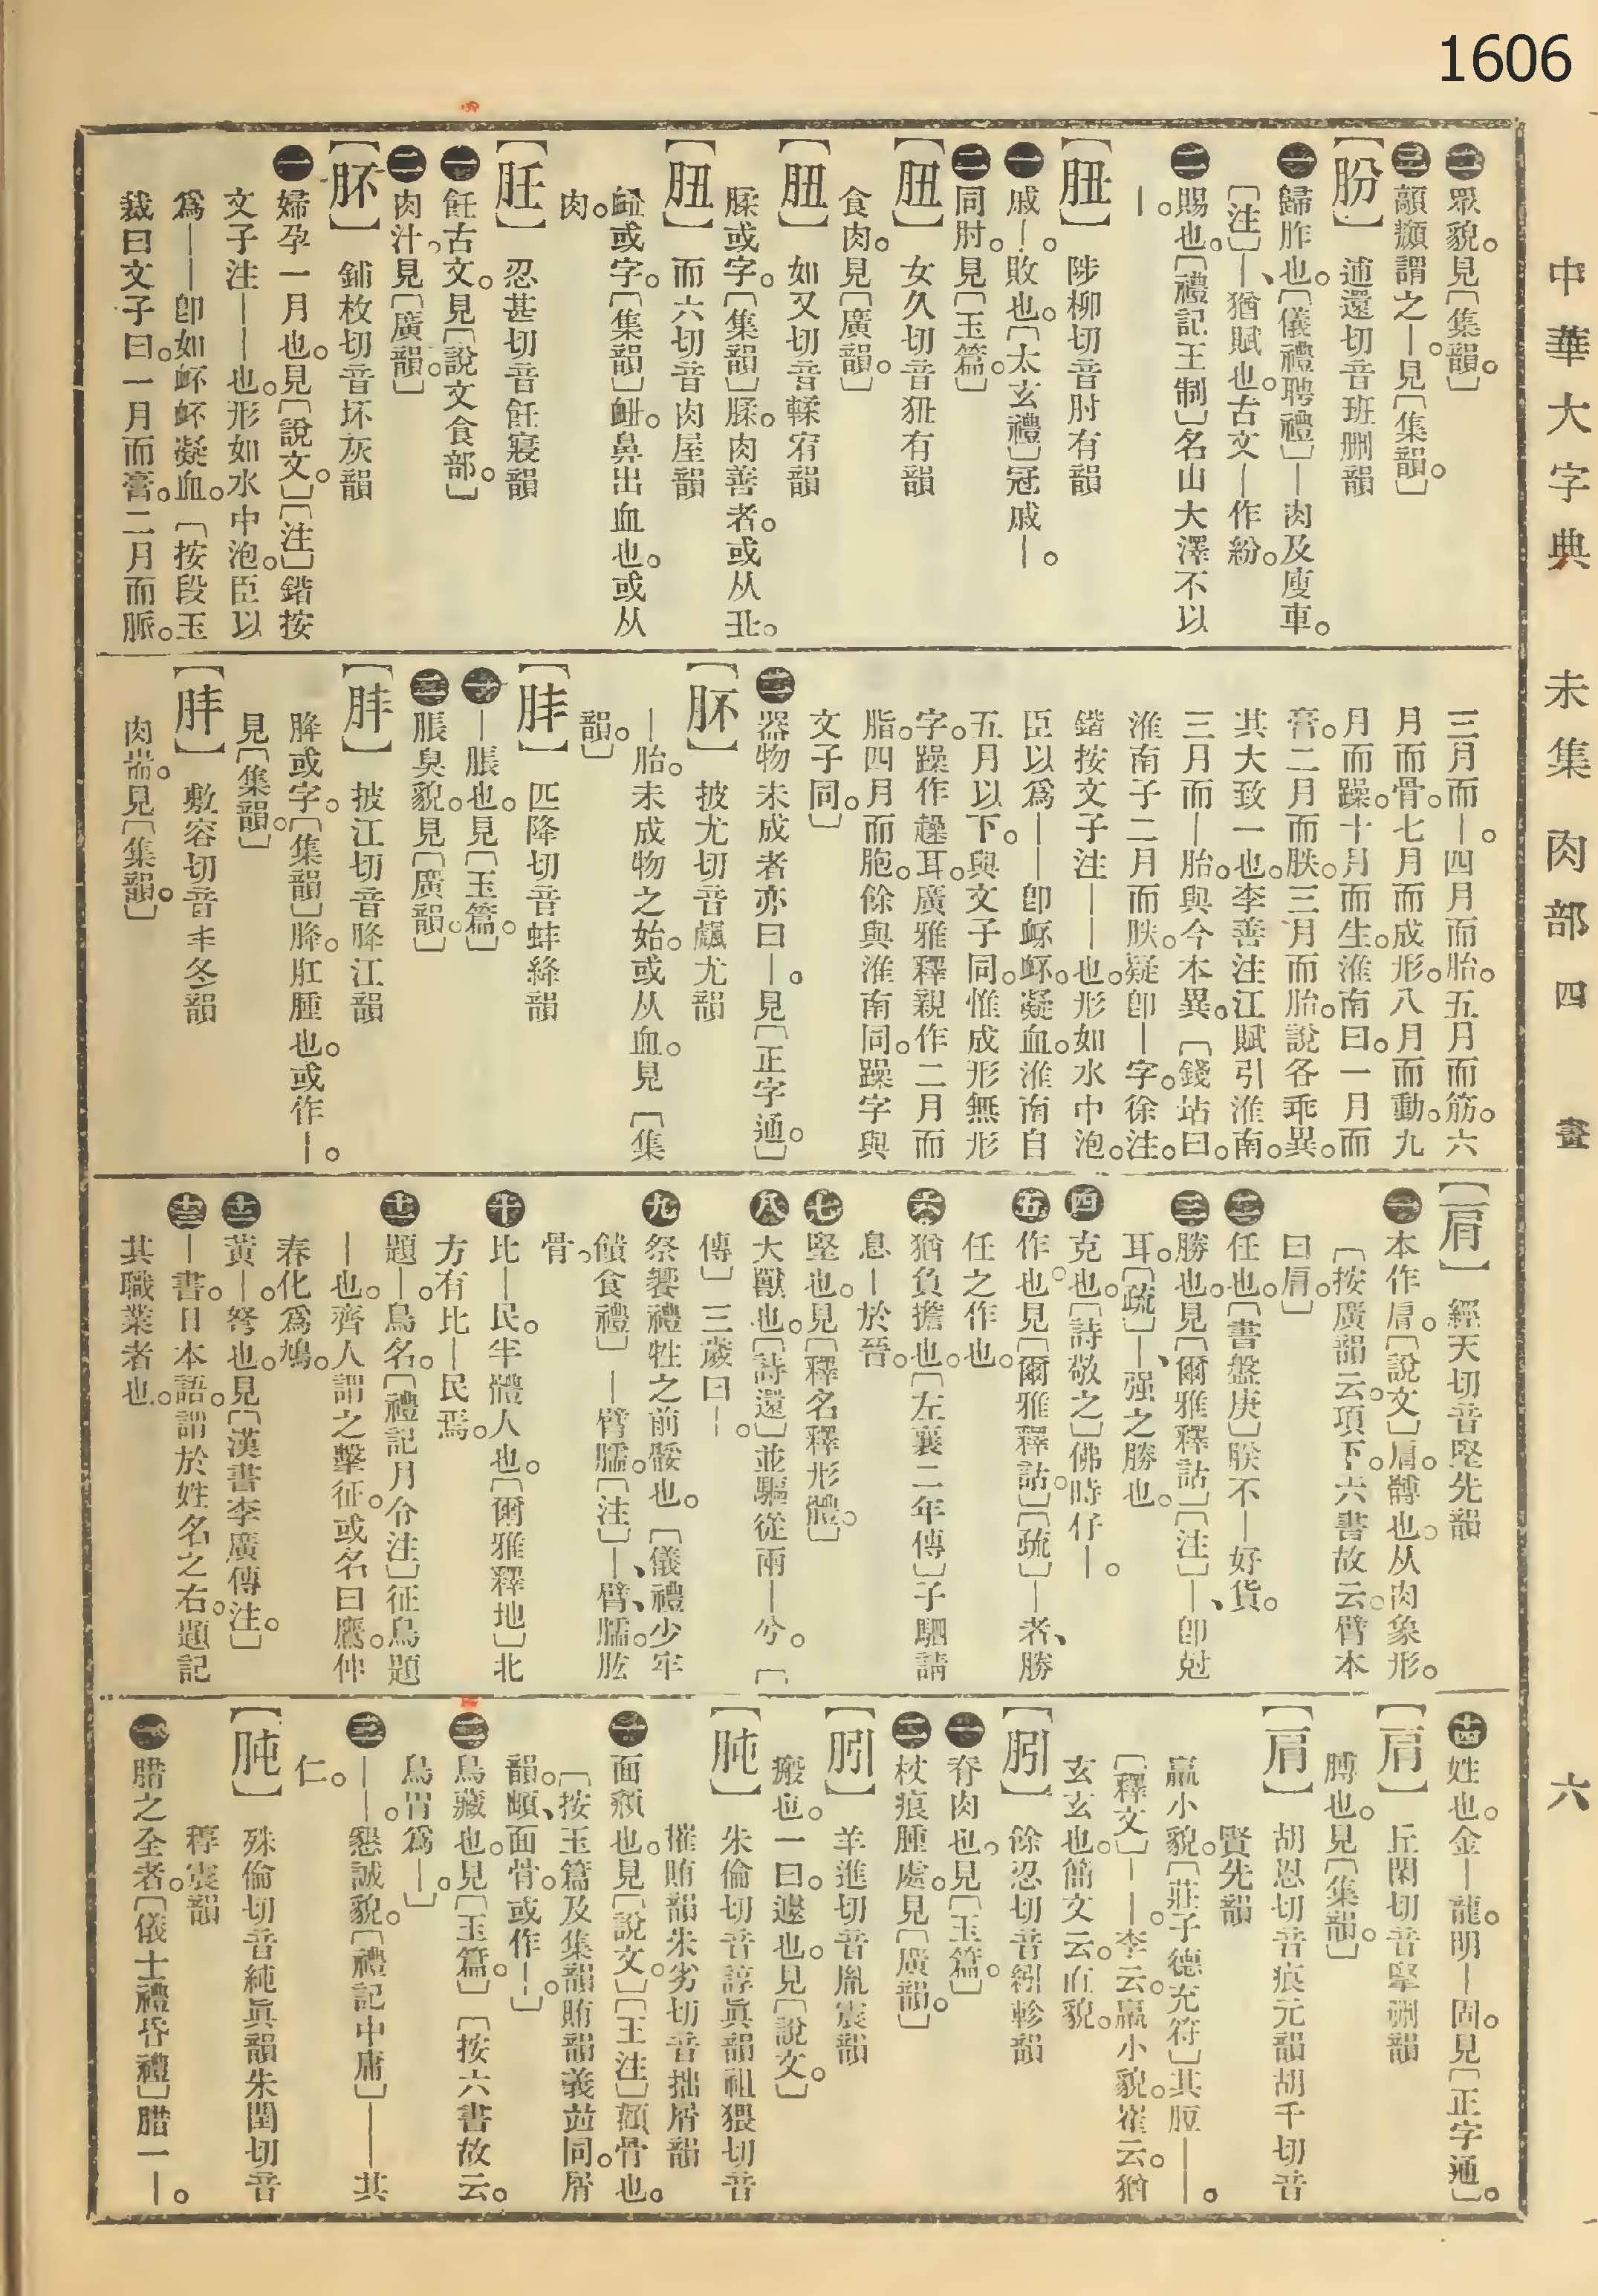 1606
中華大字典 未集 肉部 四畫 六
㊁眾貌。見〔集韻。〕
㊂顏𩔞謂之—。見〔集韻。〕
〔朌〕逋還切音班刪韻
㊀歸胙也。〔儀禮聘禮〕—肉及廋車。
〔注〕—、猶賦也。古文—作紛。
㊁賜也。〔禮記王制〕名山大澤不以
—。
〔肚〕陟柳切音肘有韻
㊀戚—。敗也。〔太玄禮〕冠戚—。
㊁同肘。見〔玉篇。〕
〔肚〕女久切音狃有韻
食肉。見〔廣韻。〕
〔肚〕如又切音輮宥韻
腬或字。〔集韻〕腬。肉善者。或从丑。
〔肚〕而六切音肉屋韻
衄或字。〔集韻〕衄。鼻出血也。或从
肉。
〔肨〕忍甚切音飪寑韻
㊀飪古文。見〔說文食部。〕
㊁肉汁。見〔廣韻。〕
〔肧〕鋪枚切音坏灰韻
㊀婦孕一月也。見〔說文。〕〔注〕鍇按
文子注——也。形如水中泡。臣以
爲——卽如衃衃凝血。〔按段玉
裁曰文子曰。一月而膏。二月而脈。
三月而—。四月而胎。五月而筋。六
月而骨。七月而成形。八月而動。九
月而躁。十月而生。淮南曰。一月而
膏。二月而胅。三月而胎。說各乖異。
其大致一也。李善注江賦引淮南。
三月而—胎。與今本異。〔錢坫曰。
淮南子二月而胅。疑卽—字。徐注。
鍇按文子注——也。形如水中泡。
臣以爲——卽衃衃。凝血。淮南自
五月以下。與文子同。惟成形無形
字。躁作趮耳。廣雅釋親作二月而
脂。四月而胞。餘與淮南同。躁字與
文子同。〕
㊁器物未成者亦曰—。見〔正字通。〕
〔肧〕披尤切音飍尤韻
—胎。未成物之始。或从血。見〔集
韻。〕
〔肨〕匹降切音蚌絳韻
㊀—脹也。見〔玉篇。〕
㊁脹臭貌。見〔廣韻。〕
〔肨〕披江切音胮江韻
胮或字。〔集韻〕胮。肛腫也。或作—。
見〔集韻。〕
〔肨〕敷容切音丰冬韻
肉耑。見〔集韻。〕
〔肩〕經天切音堅先韻
㊀本作肩。〔說文〕肩。髆也。从肉象形。
〔按廣韻云。項下。六書故云。臂本
曰肩。〕
㊁任也。〔書盤庚〕朕不—好貨。
㊂勝也。見〔爾雅釋詁〕〔注〕—、卽尅
耳。〔疏〕—、强之勝也。
㊃克也。〔詩敬之〕佛時仔—。
㊄作也。見〔爾雅釋詁。〕〔疏〕—者、勝
任之作也。
㊅猶負擔也。〔左襄二年傳〕子駟請
息—於晉。
㊆堅也。見〔釋名釋形體。〕
㊇大獸也。〔詩還〕並驅從兩—兮。〔
傳〕三歲曰—。
㊈祭饗禮牲之前骽也。〔儀禮少牢
饋食禮〕—臂臑。〔注〕—、臂、臑。肱
骨。
㊉比—民。半體人也。〔爾雅釋地〕北
方有比—民焉。
⑪題—。鳥名。〔禮記月令注〕征鳥題
—也。齊人謂之擊征。或名曰鷹。仲
春化爲鳩。
⑫黃—。弩也。見〔漢書李廣傳注。〕
⑬—書。日本語。謂於姓名之右。題記
其職業者也。
⑭姓也。金—龍。明—固。見〔正字通。〕
〔肩〕丘閑切音掔刪韻
膊也。見〔集韻。〕
〔肩〕胡恩切音痕元韻胡千切音
賢先韻
羸小貌。〔莊子德充符〕其脰——。
〔釋文〕——。李云。羸小貌。崔云。猶
玄玄也。簡文云。直貌。
〔䏖〕餘忍切音紖軫韻
㊀脊肉也。見〔玉篇。〕
㊁杖痕腫處。見〔廣韻。〕
〔䏖〕羊進切音胤震韻
瘢也。一曰。遽也。見〔說文。〕
〔肫〕朱倫切音諄眞韻祖猥切音
摧賄韻朱劣切音拙屑韻
㊀面䪼也。見〔說文。〕〔王注〕顴骨也。
〔按玉篇及集韻賄韻義竝同。屑
韻。䪼、面骨。或作—。〕
㊁鳥藏也。見〔玉篇。〕〔按六書故云。
鳥胃爲—。〕
㊂——。懇誠貌。〔禮記中庸〕——其
仁。
〔肫〕殊倫切音純眞韻朱閏切音
稕震韻
㊀腊之全者。〔儀士禮昏禮〕腊一—。